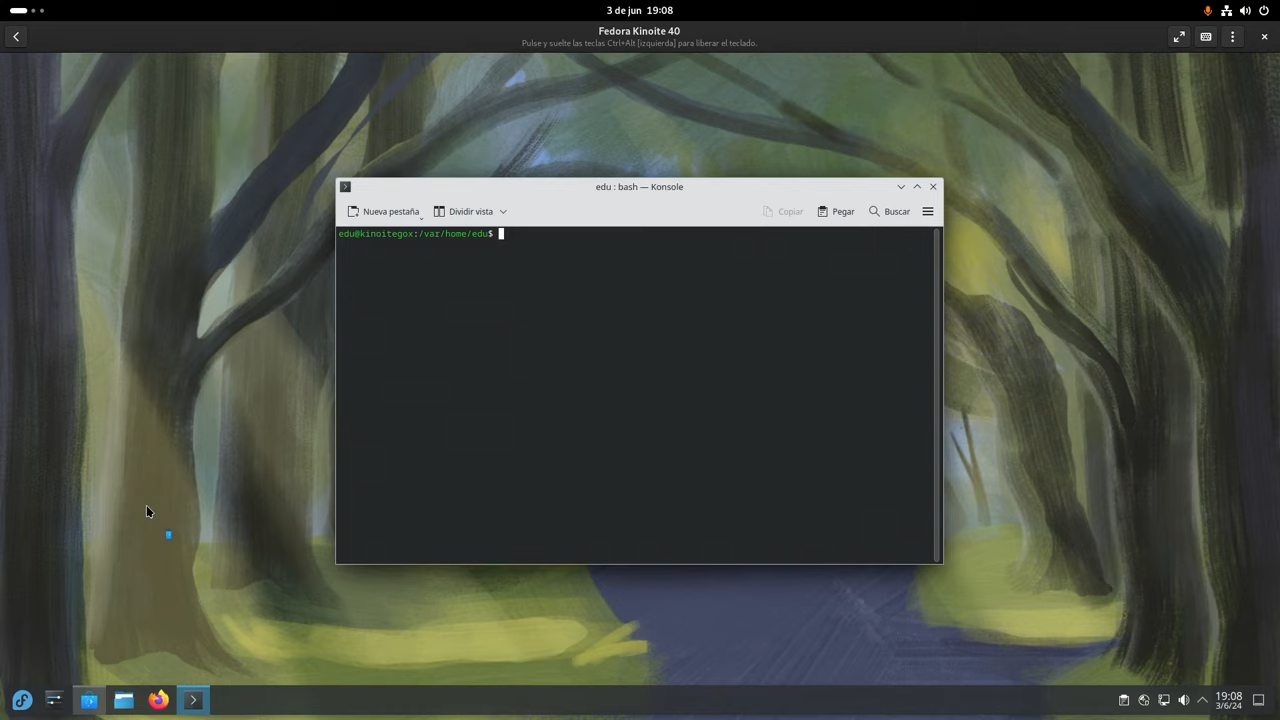 3 de jun 19:08
Fedora Kinoite 40
Pulse y suelte las teclas Ctrl+Alt [izquierda] para liberar el teclado.
edu : bash — Konsole
Nueva pestaña
Dividir vista
Copiar
Pegar
Buscar
edu@kinoitegox:/var/home/edu$
19:08
3/6/24